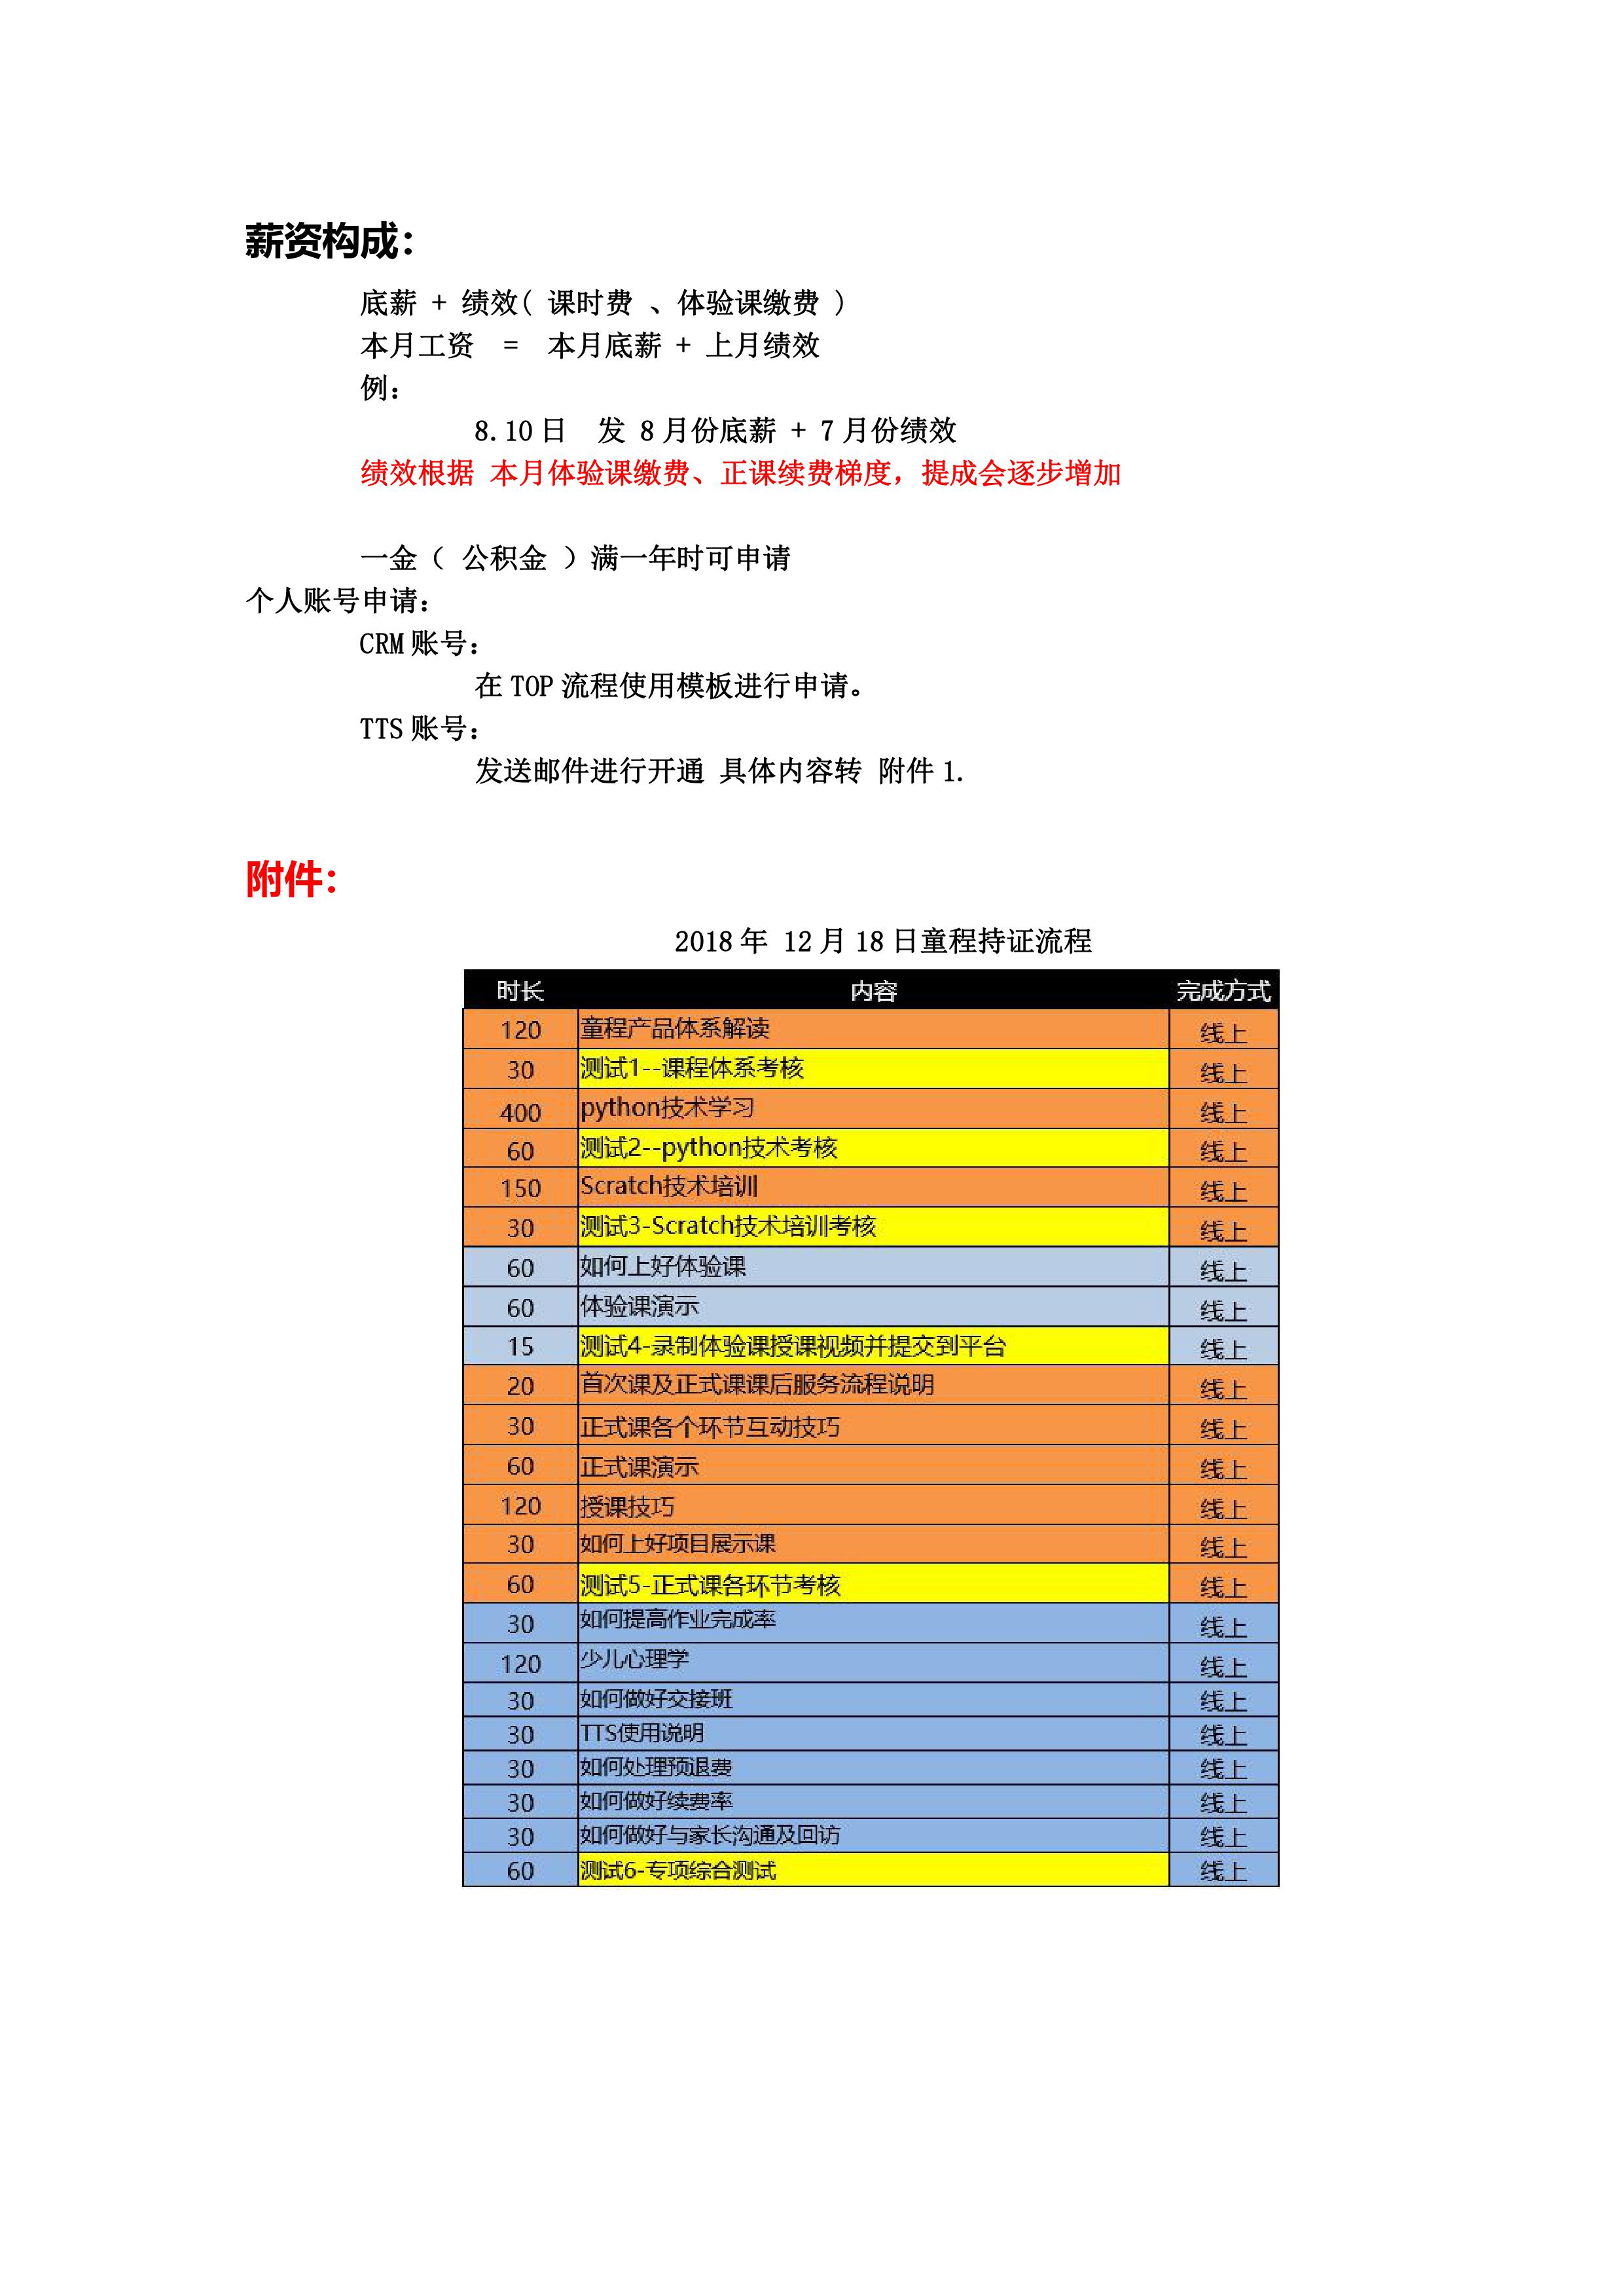 薪资构成：
底薪 + 绩效( 课时费 、体验课缴费 )
本月工资 = 本月底薪 + 上月绩效
例：
8.10日 发 8月份底薪 + 7月份绩效
绩效根据 本月体验课缴费、正课续费梯度，提成会逐步增加
一金（ 公积金 ）满一年时可申请
个人账号申请：
CRM账号：
在TOP流程使用模板进行申请。
TTS账号：
发送邮件进行开通 具体内容转 附件1.
附件：
2018年 12月18日童程持证流程
时长 内容 完成方式
120 童程产品体系解读 线上
30 测试1--课程体系考核 线上
400 python技术学习 线上
60 测试2--python技术考核 线上
150 Scratch技术培训 线上
30 测试3-Scratch技术培训考核 线上
60 如何上好体验课 线上
60 体验课演示 线上
15 测试4-录制体验课授课视频并提交到平台 线上
20 首次课及正式课课后服务流程说明 线上
30 正式课各个环节互动技巧 线上
60 正式课演示 线上
120 授课技巧 线上
30 如何上好项目展示课 线上
60 测试5-正式课各环节考核 线上
30 如何提高作业完成率 线上
120 少儿心理学 线上
30 如何做好交接班 线上
30 TTS使用说明 线上
30 如何处理预退费 线上
30 如何做好续费率 线上
30 如何做好与家长沟通及回访 线上
60 测试6-专项综合测试 线上